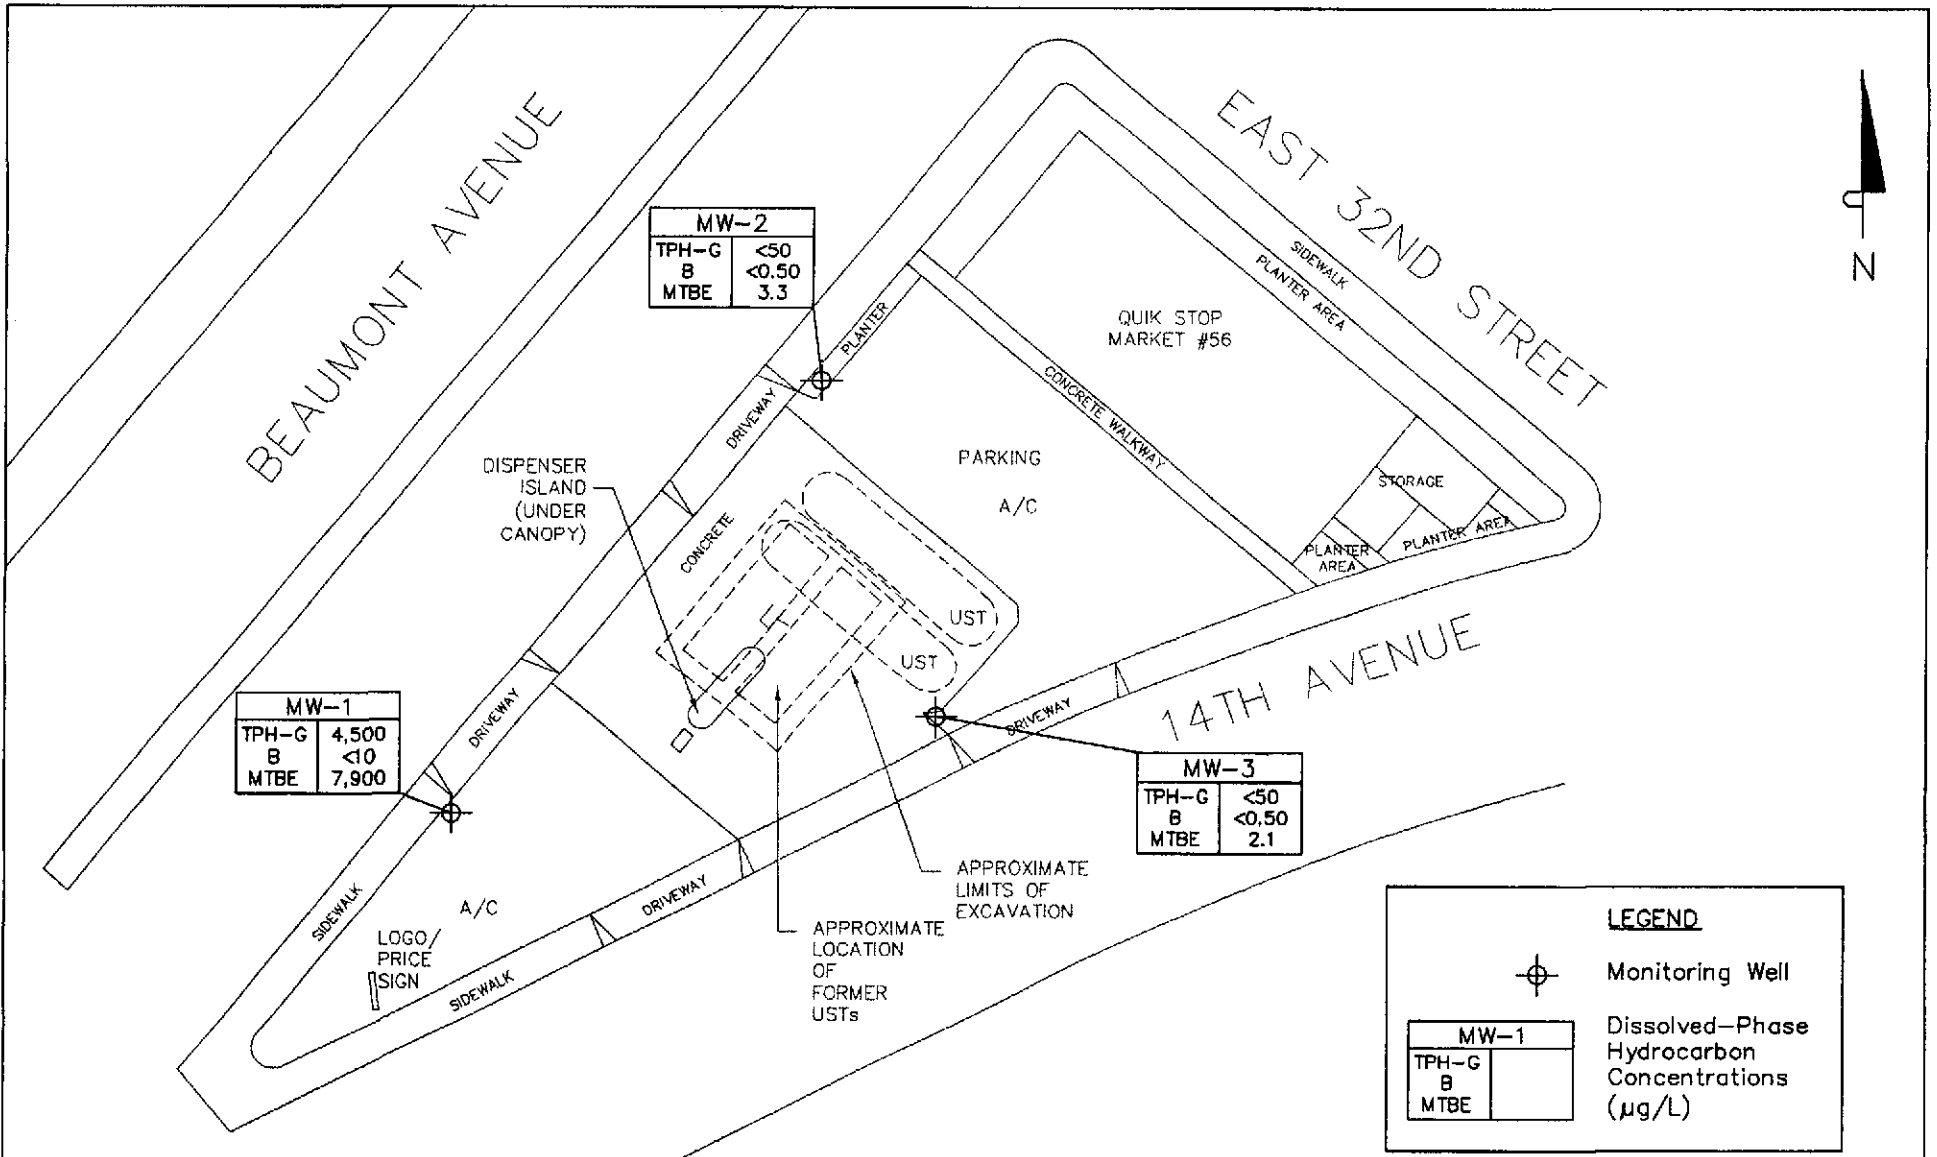 BEAUMONT AVENUE
EAST 32ND STREET
N
MW-2
TPH-G <50
B <0.50
MTBE 3.3
PLANTER
SIDEWALK
PLANTER AREA
QUIK STOP
MARKET #56
CONCRETE WALKWAY
DRIVEWAY
DISPENSER
ISLAND
(UNDER
CANOPY)
PARKING
A/C
STORAGE
CONCRETE
PLANTER
AREA
PLANTER AREA
UST
UST
14TH AVENUE
MW-1
TPH-G 4,500
B <10
MTBE 7,900
DRIVEWAY
DRIVEWAY
MW-3
TPH-G <50
B <0.50
MTBE 2.1
APPROXIMATE
LIMITS OF
EXCAVATION
A/C
SIDEWALK
DRIVEWAY
LOGO/
PRICE
SIGN
SIDEWALK
APPROXIMATE
LOCATION
OF
FORMER
USTs
LEGEND
Monitoring Well
MW-1
TPH-G
B
MTBE
Dissolved-Phase
Hydrocarbon
Concentrations
(µg/L)